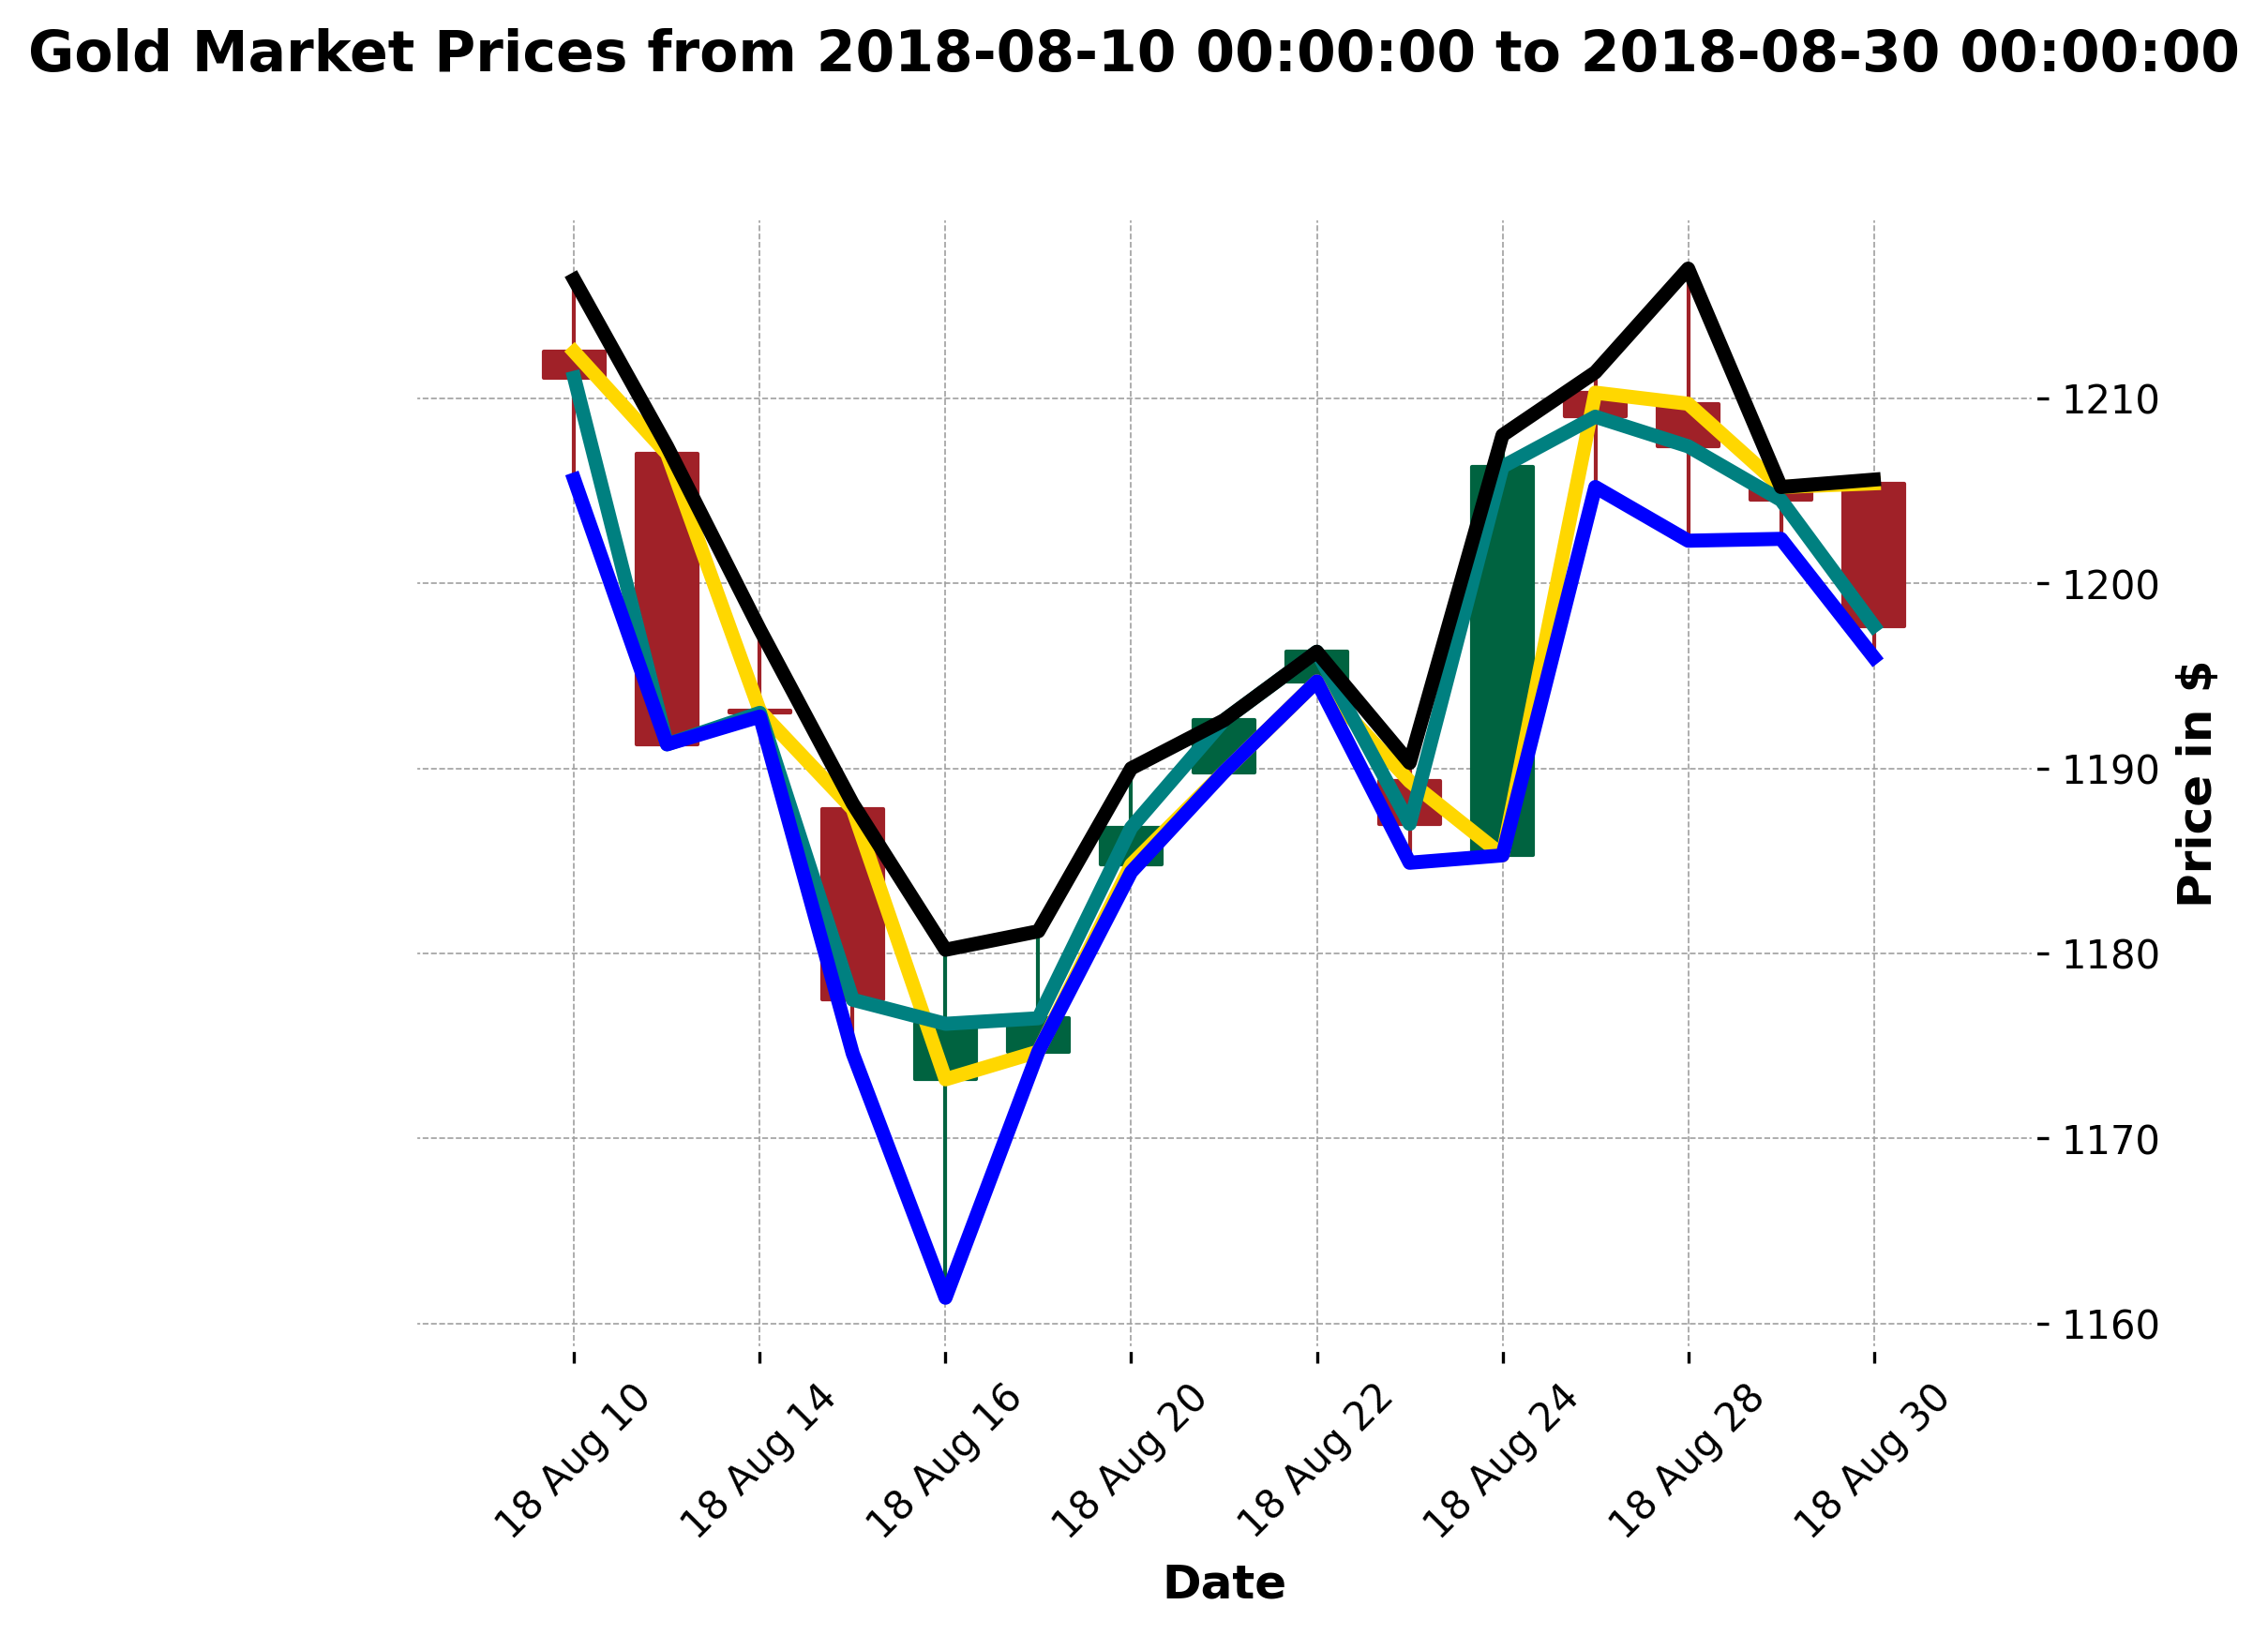 Gold Market Prices from 2018-08-10 00:00:00 to 2018-08-30 00:00:00
1210
1200
1190
1180
1170
1160
Price in $
18 Aug 10
18 Aug 14
18 Aug 16
18 Aug 20
18 Aug 22
18 Aug 24
18 Aug 28
18 Aug 30
Date